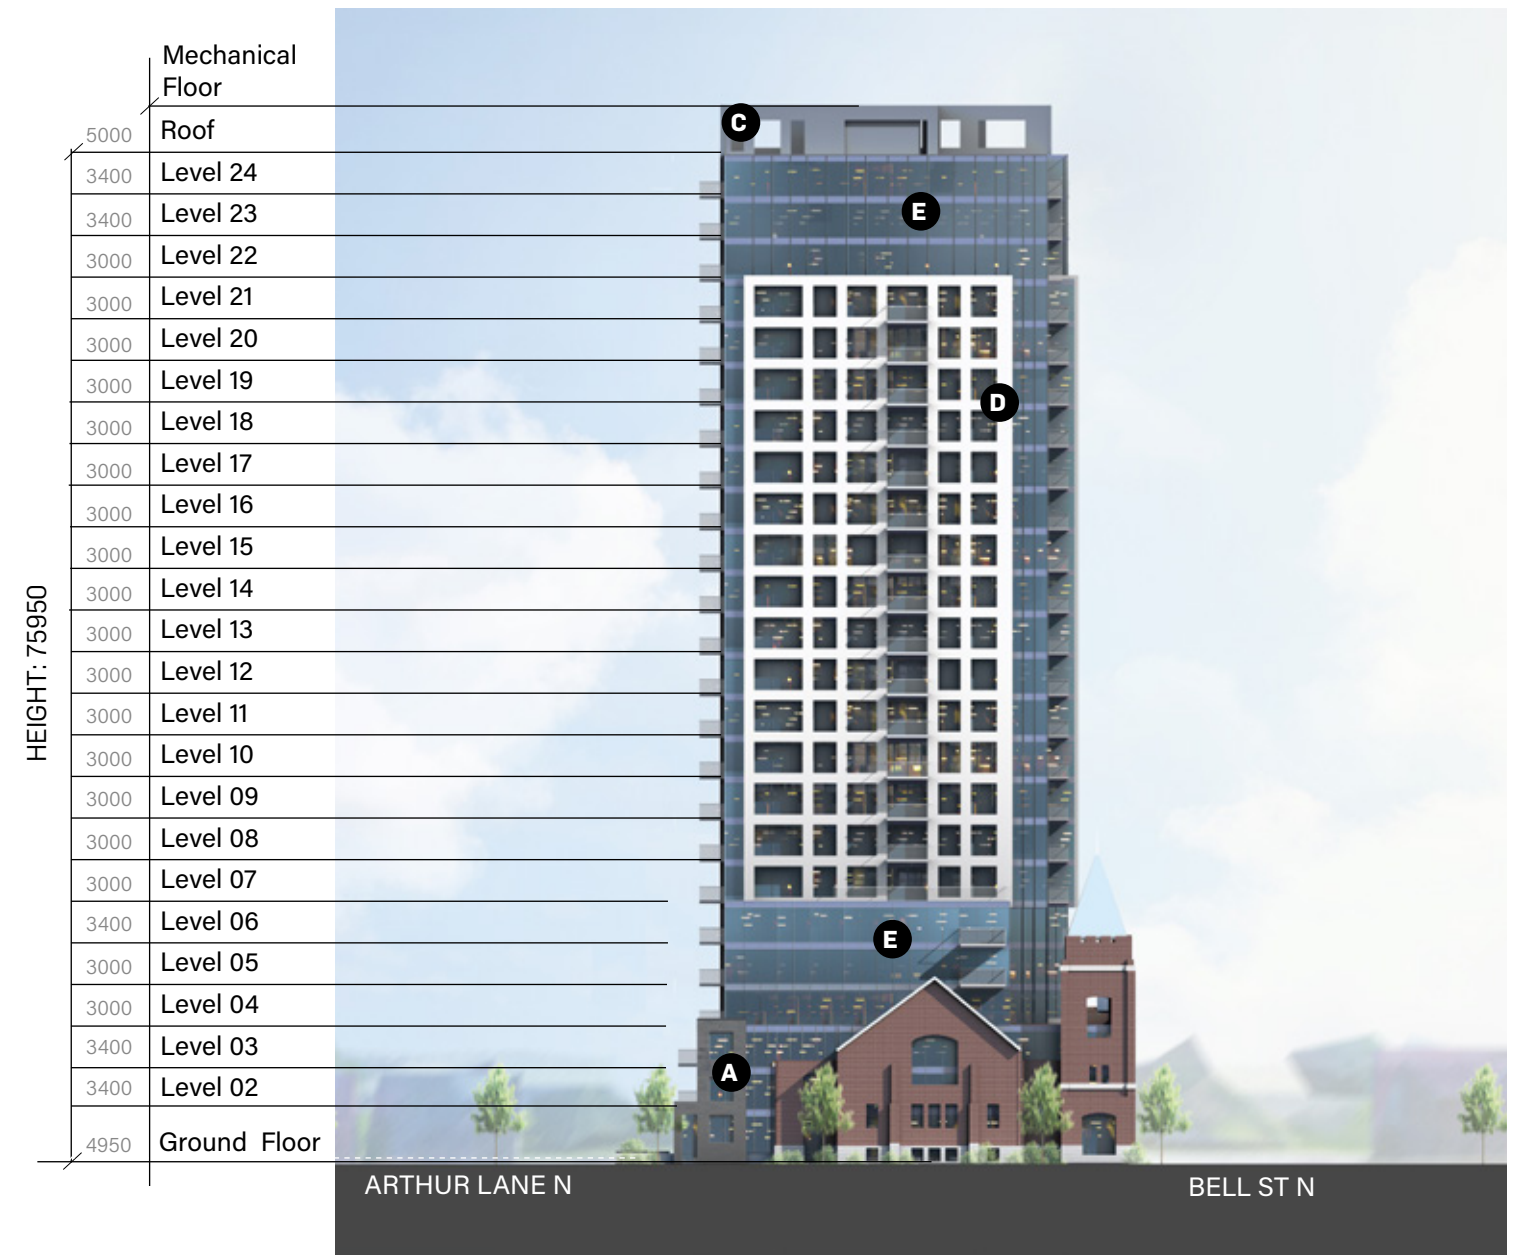 Mechanical
Floor
5000 Roof
3400 Level 24
3400 Level 23
3000 Level 22
3000 Level 21
3000 Level 20
3000 Level 19
3000 Level 18
3000 Level 17
3000 Level 16
3000 Level 15
3000 Level 14
3000 Level 13
3000 Level 12
3000 Level 11
3000 Level 10
3000 Level 09
3000 Level 08
3000 Level 07
3400 Level 06
3000 Level 05
3000 Level 04
3400 Level 03
3400 Level 02
4950 Ground Floor
HEIGHT: 75950
C
E
D
E
A
ARTHUR LANE N
BELL ST N